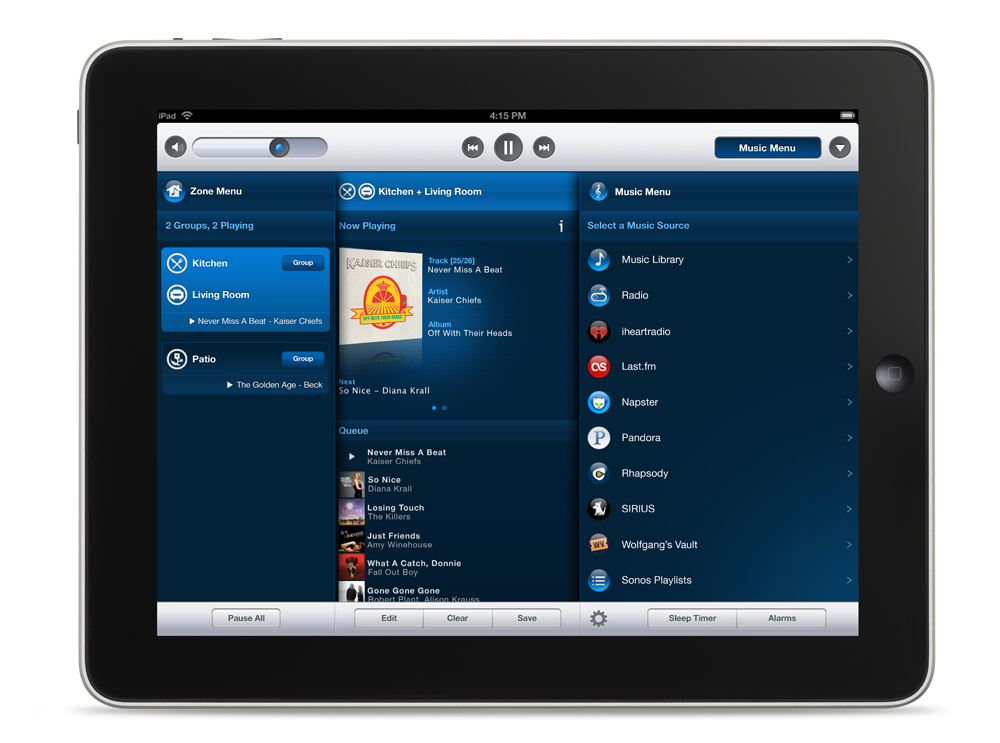 iPad
4:15 PM
Music Menu
Zone Menu
2 Groups, 2 Playing
Kitchen
Group
Living Room
Never Miss A Beat - Kaiser Chiefs
Patio
Group
The Golden Age - Beck
Pause All
Kitchen + Living Room
Now Playing
i
KAISER CHIEFS
OFF WITH THEIR HEADS
Track [25/26]
Never Miss A Beat
Artist
Kaiser Chiefs
Album
Off With Their Heads
Next
So Nice - Diana Krall
Queue
Never Miss A Beat
Kaiser Chiefs
So Nice
Diana Krall
Losing Touch
The Killers
Just Friends
Amy Winehouse
What A Catch, Donnie
Fall Out Boy
Gone Gone Gone
Robert Plant, Alison Krauss
Edit
Clear
Save
Music Menu
Select a Music Source
Music Library
Radio
iheartradio
Last.fm
Napster
P
Pandora
Rhapsody
SIRIUS
WV
Wolfgang's Vault
Sonos Playlists
Sleep Timer
Alarms